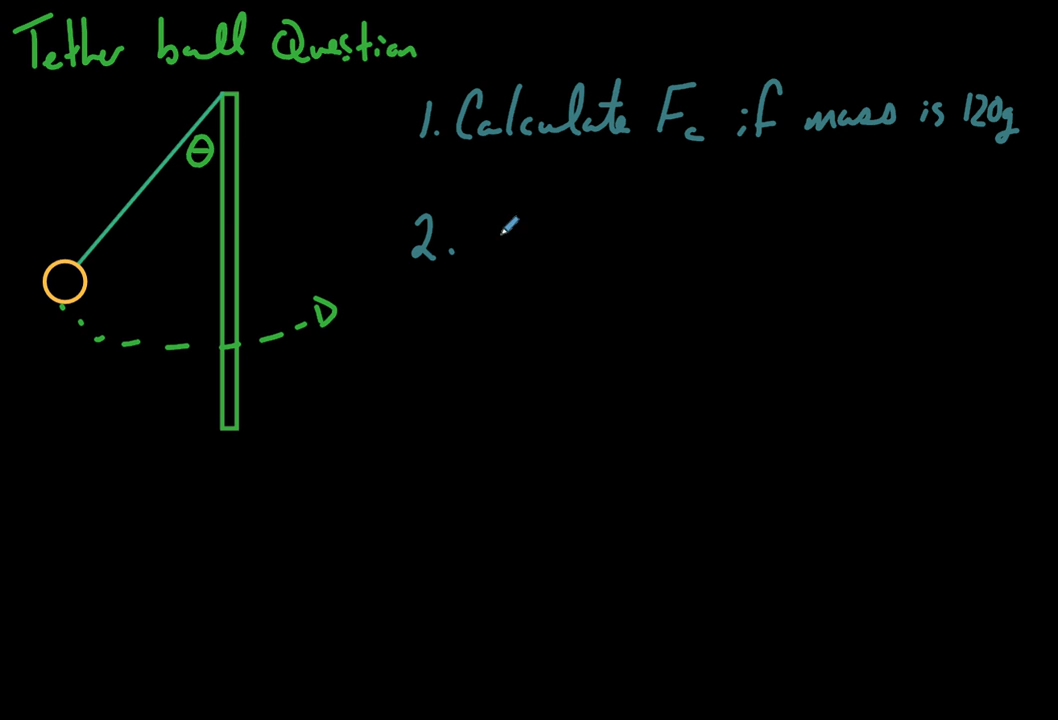 Tether ball Question
θ
1. Calculate Fc if mass is 120g
2.